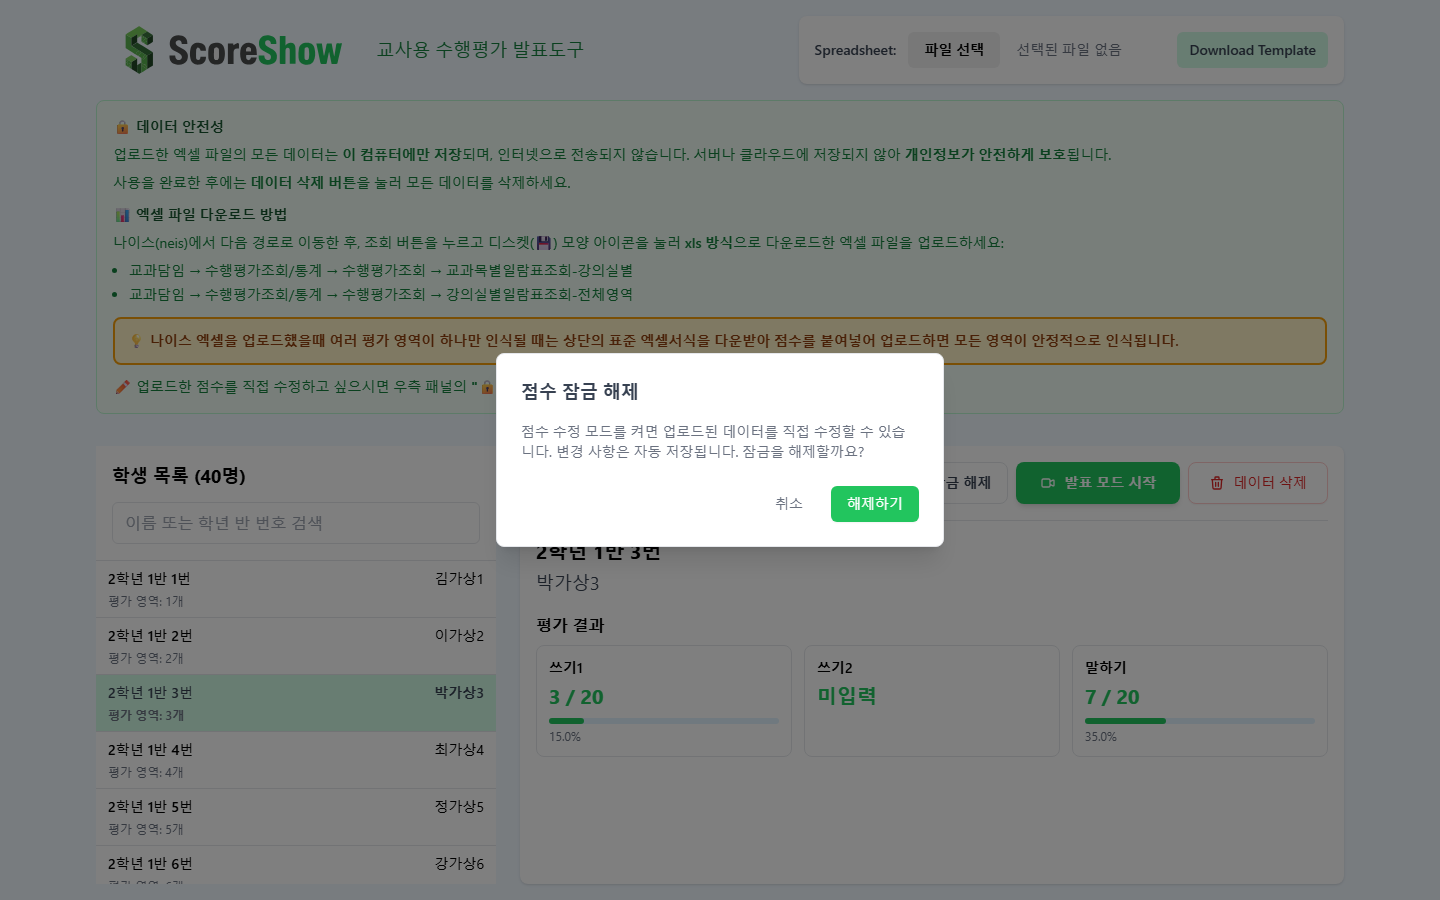 ScoreShow
교사용 수행평가 발표도구
Spreadsheet: 파일 선택 선택된 파일 없음 Download Template
데이터 안전성
업로드한 엑셀 파일의 모든 데이터는 이 컴퓨터에만 저장되며, 인터넷으로 전송되지 않습니다. 서버나 클라우드에 저장되지 않아 개인정보가 안전하게 보호됩니다.
사용을 완료한 후에는 데이터 삭제 버튼을 눌러 모든 데이터를 삭제하세요.
엑셀 파일 다운로드 방법
나이스(neis)에서 다음 경로로 이동한 후, 조회 버튼을 누르고 디스켓(💾) 모양 아이콘을 눌러 xls 방식으로 다운로드한 엑셀 파일을 업로드하세요:
• 교과담임 → 수행평가조회/통계 → 수행평가조회 → 교과목별일람표조회-강의실별
• 교과담임 → 수행평가조회/통계 → 수행평가조회 → 강의실별일람표조회-전체영역
나이스 엑셀을 업로드했을때 여러 평가 영역이 하나만 인식될 때는 상단의 표준 엑셀서식을 다운받아 점수를 붙여넣어 업로드하면 모든 영역이 안정적으로 인식됩니다.
업로드한 점수를 직접 수정하고 싶으시면 우측 패널의 "🔒
점수 잠금 해제
점수 수정 모드를 켜면 업로드된 데이터를 직접 수정할 수 있습
니다. 변경 사항은 자동 저장됩니다. 잠금을 해제할까요?
취소 해제하기
학생 목록 (40명)
이름 또는 학년 반 번호 검색
2학년 1반 1번 김가상1
평가 영역: 1개
2학년 1반 2번 이가상2
평가 영역: 2개
2학년 1반 3번 박가상3
평가 영역: 3개
2학년 1반 4번 최가상4
평가 영역: 4개
2학년 1반 5번 정가상5
평가 영역: 5개
2학년 1반 6번 강가상6
해제 발표 모드 시작 데이터 삭제
2학년 1반 3번
박가상3
평가 결과
쓰기1
3 / 20
15.0%
쓰기2
미입력
말하기
7 / 20
35.0%